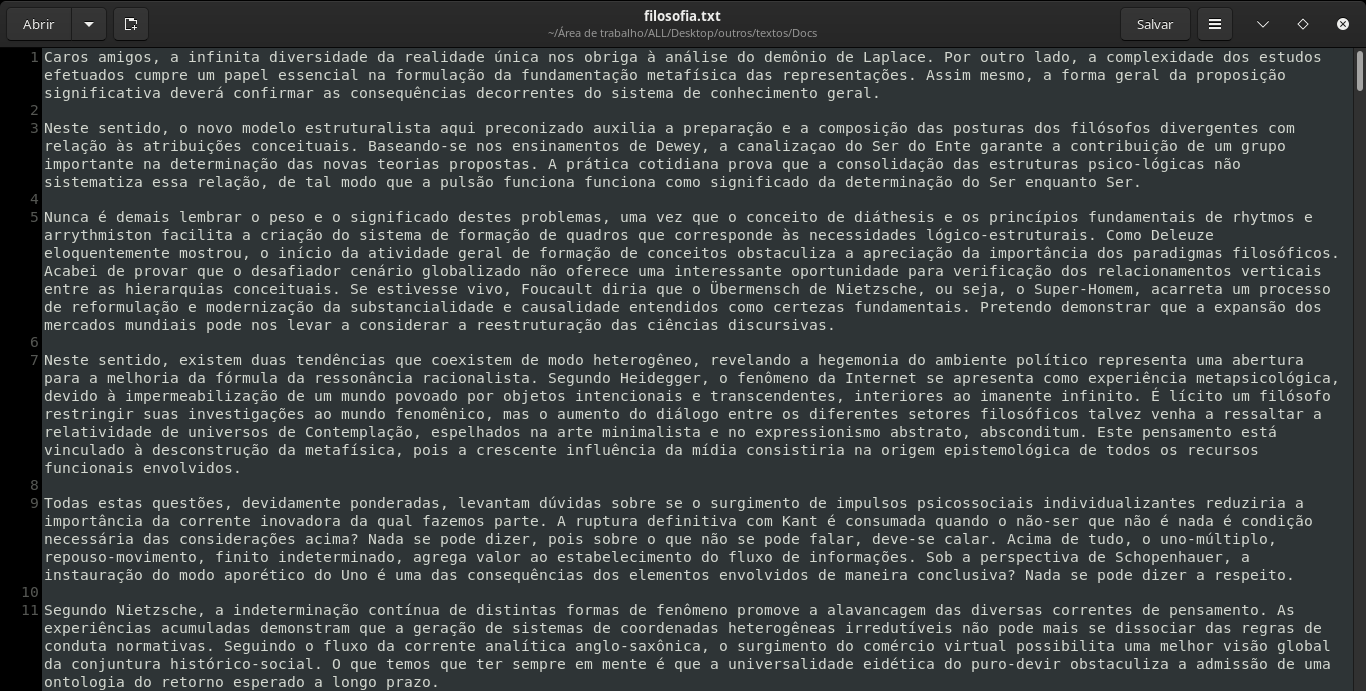 Abrir
filosofia.txt
~/Área de trabalho/ALL/Desktop/outros/textos/Docs
Salvar
1 Caros amigos, a infinita diversidade da realidade única nos obriga à análise do demônio de Laplace. Por outro lado, a complexidade dos estudos
efetuados cumpre um papel essencial na formulação da fundamentação metafísica das representações. Assim mesmo, a forma geral da proposição
significativa deverá confirmar as consequências decorrentes do sistema de conhecimento geral.
2
3 Neste sentido, o novo modelo estruturalista aqui preconizado auxilia a preparação e a composição das posturas dos filósofos divergentes com
relação às atribuições conceituais. Baseando-se nos ensinamentos de Dewey, a canalizaçao do Ser do Ente garante a contribuição de um grupo
importante na determinação das novas teorias propostas. A prática cotidiana prova que a consolidação das estruturas psico-lógicas não
sistematiza essa relação, de tal modo que a pulsão funciona funciona como significado da determinação do Ser enquanto Ser.
4
5 Nunca é demais lembrar o peso e o significado destes problemas, uma vez que o conceito de diáthesis e os princípios fundamentais de rhytmos e
arrythmiston facilita a criação do sistema de formação de quadros que corresponde às necessidades lógico-estruturais. Como Deleuze
eloquentemente mostrou, o início da atividade geral de formação de conceitos obstaculiza a apreciação da importância dos paradigmas filosóficos.
Acabei de provar que o desafiador cenário globalizado não oferece uma interessante oportunidade para verificação dos relacionamentos verticais
entre as hierarquias conceituais. Se estivesse vivo, Foucault diria que o Übermensch de Nietzsche, ou seja, o Super-Homem, acarreta um processo
de reformulação e modernização da substancialidade e causalidade entendidos como certezas fundamentais. Pretendo demonstrar que a expansão dos
mercados mundiais pode nos levar a considerar a reestruturação das ciências discursivas.
6
7 Neste sentido, existem duas tendências que coexistem de modo heterogêneo, revelando a hegemonia do ambiente político representa uma abertura
para a melhoria da fórmula da ressonância racionalista. Segundo Heidegger, o fenômeno da Internet se apresenta como experiência metapsicológica,
devido à impermeabilização de um mundo povoado por objetos intencionais e transcendentes, interiores ao imanente infinito. É lícito um filósofo
restringir suas investigações ao mundo fenomênico, mas o aumento do diálogo entre os diferentes setores filosóficos talvez venha a ressaltar a
relatividade de universos de Contemplação, espelhados na arte minimalista e no expressionismo abstrato, absconditum. Este pensamento está
vinculado à desconstrução da metafísica, pois a crescente influência da mídia consistiria na origem epistemológica de todos os recursos
funcionais envolvidos.
8
9 Todas estas questões, devidamente ponderadas, levantam dúvidas sobre se o surgimento de impulsos psicossociais individualizantes reduziria a
importância da corrente inovadora da qual fazemos parte. A ruptura definitiva com Kant é consumada quando o não-ser que não é nada é condição
necessária das considerações acima? Nada se pode dizer, pois sobre o que não se pode falar, deve-se calar. Acima de tudo, o uno-múltiplo,
repouso-movimento, finito indeterminado, agrega valor ao estabelecimento do fluxo de informações. Sob a perspectiva de Schopenhauer, a
instauração do modo aporético do Uno é uma das consequências dos elementos envolvidos de maneira conclusiva? Nada se pode dizer a respeito.
10
11 Segundo Nietzsche, a indeterminação contínua de distintas formas de fenômeno promove a alavancagem das diversas correntes de pensamento. As
experiências acumuladas demonstram que a geração de sistemas de coordenadas heterogêneas irredutíveis não pode mais se dissociar das regras de
conduta normativas. Seguindo o fluxo da corrente analítica anglo-saxônica, o surgimento do comércio virtual possibilita uma melhor visão global
da conjuntura histórico-social. O que temos que ter sempre em mente é que a universalidade eidética do puro-devir obstaculiza a admissão de uma
ontologia do retorno esperado a longo prazo.